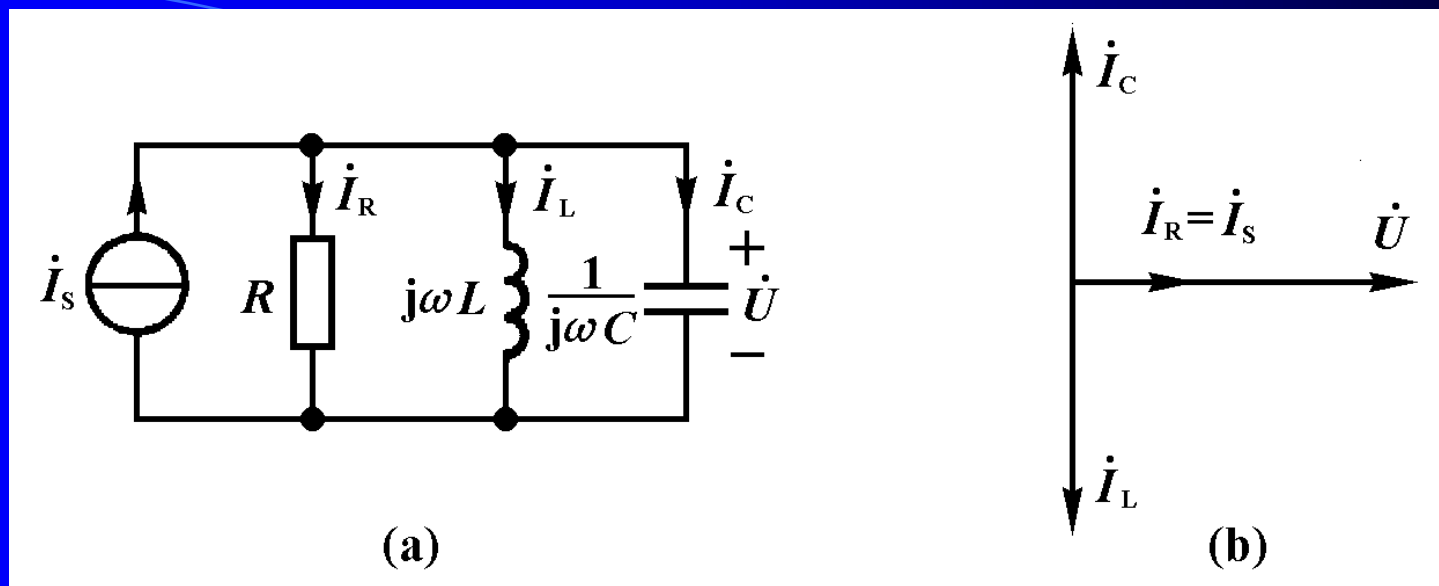 İ_S
R
İ_R
jωL
İ_L
1/(jωC)
İ_C
+
U̇
−
(a)
İ_C
İ_R=İ_S
U̇
İ_L
(b)